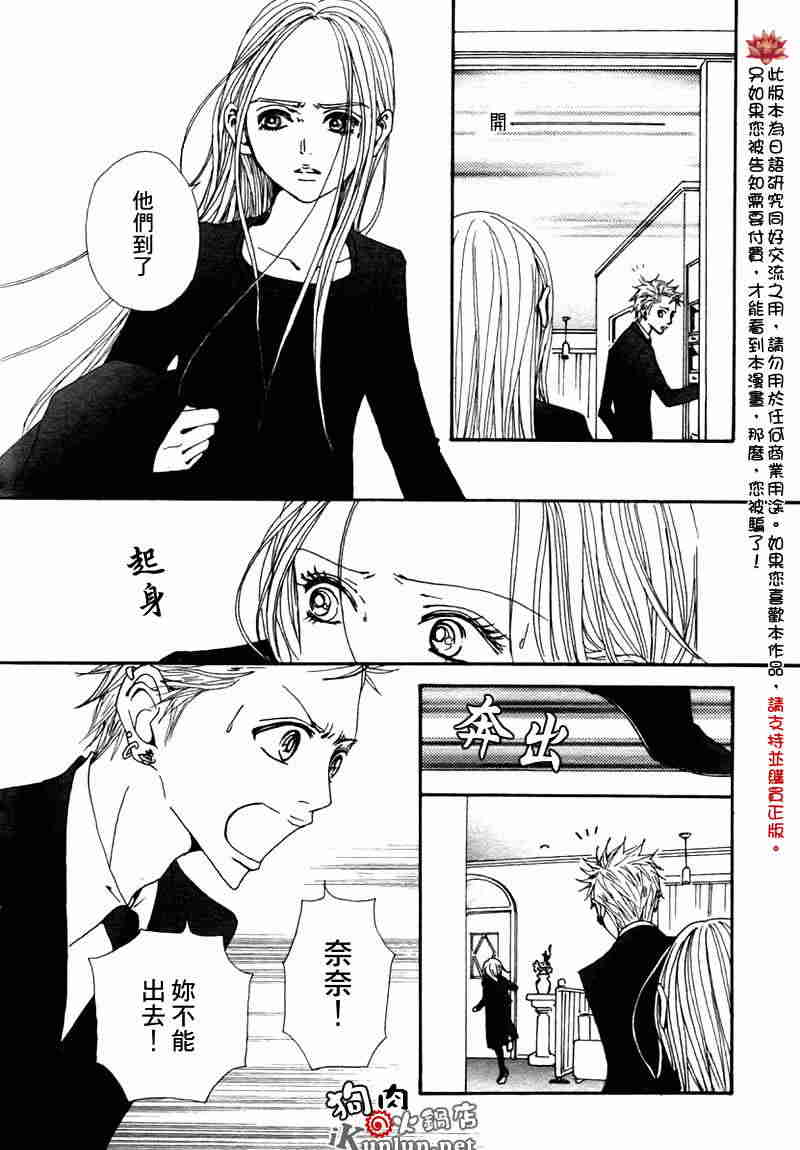 開
他們到了
起身
奔出
奈奈！
妳不能
出去！
此版本為日語研究同好交流之用，請勿用於任何商業用途。如果您喜歡本作品，請支持並購買正版。
另如果您被告知需要付費，才能看到本漫畫，那麼，您被騙了！
狗肉
火鍋店
iKunlun.net